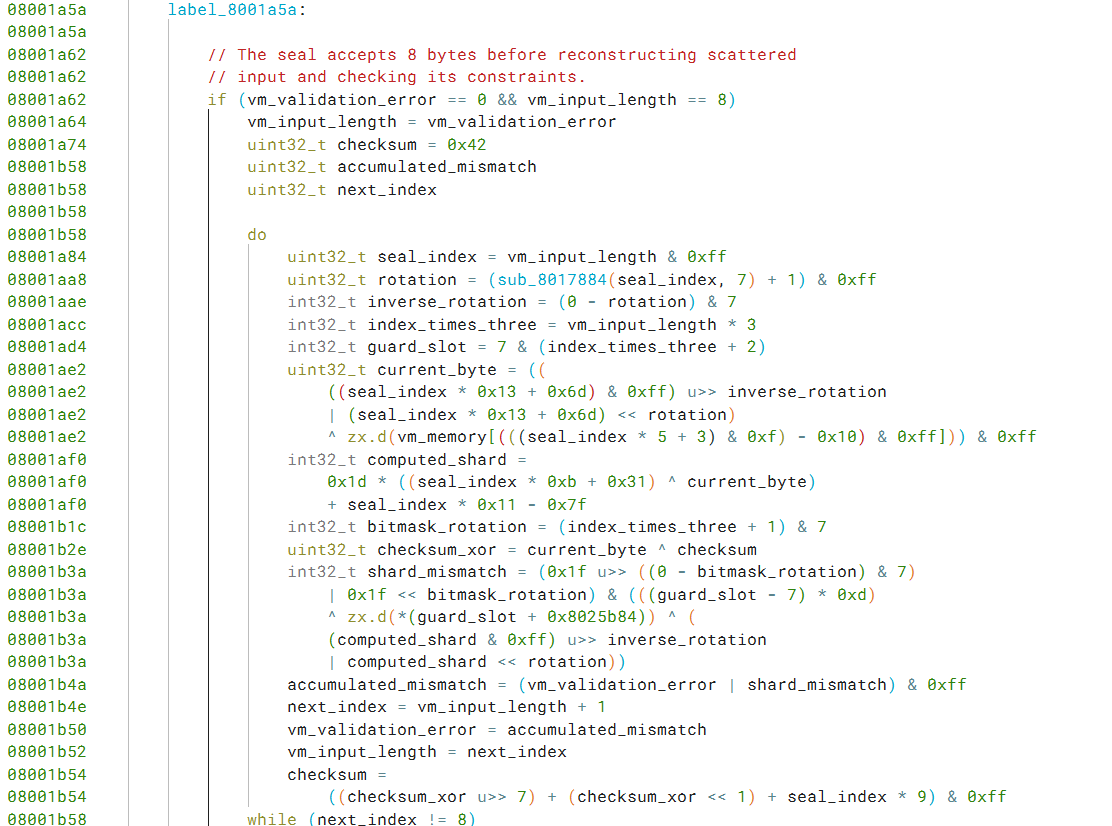 08001a5a label_8001a5a:
08001a5a
08001a62 // The seal accepts 8 bytes before reconstructing scattered
08001a62 // input and checking its constraints.
08001a62 if (vm_validation_error == 0 && vm_input_length == 8)
08001a64 vm_input_length = vm_validation_error
08001a74 uint32_t checksum = 0x42
08001b58 uint32_t accumulated_mismatch
08001b58 uint32_t next_index
08001b58
08001b58 do
08001a84 uint32_t seal_index = vm_input_length & 0xff
08001aa8 uint32_t rotation = (sub_8017884(seal_index, 7) + 1) & 0xff
08001aae int32_t inverse_rotation = (0 - rotation) & 7
08001acc int32_t index_times_three = vm_input_length * 3
08001ad4 int32_t guard_slot = 7 & (index_times_three + 2)
08001ae2 uint32_t current_byte = ((
08001ae2 ((seal_index * 0x13 + 0x6d) & 0xff) u>> inverse_rotation
08001ae2 | (seal_index * 0x13 + 0x6d) << rotation)
08001ae2 ^ zx.d(vm_memory[(((seal_index * 5 + 3) & 0xf) - 0x10) & 0xff])) & 0xff
08001af0 int32_t computed_shard =
08001af0 0x1d * ((seal_index * 0xb + 0x31) ^ current_byte)
08001af0 + seal_index * 0x11 - 0x7f
08001b1c int32_t bitmask_rotation = (index_times_three + 1) & 7
08001b2e uint32_t checksum_xor = current_byte ^ checksum
08001b3a int32_t shard_mismatch = (0x1f u>> ((0 - bitmask_rotation) & 7)
08001b3a | 0x1f << bitmask_rotation) & (((guard_slot - 7) * 0xd)
08001b3a ^ zx.d(*(guard_slot + 0x8025b84)) ^ (
08001b3a (computed_shard & 0xff) u>> inverse_rotation
08001b3a | computed_shard << rotation))
08001b4a accumulated_mismatch = (vm_validation_error | shard_mismatch) & 0xff
08001b4e next_index = vm_input_length + 1
08001b50 vm_validation_error = accumulated_mismatch
08001b52 vm_input_length = next_index
08001b54 checksum =
08001b54 ((checksum_xor u>> 7) + (checksum_xor << 1) + seal_index * 9) & 0xff
08001b58 while (next_index != 8)